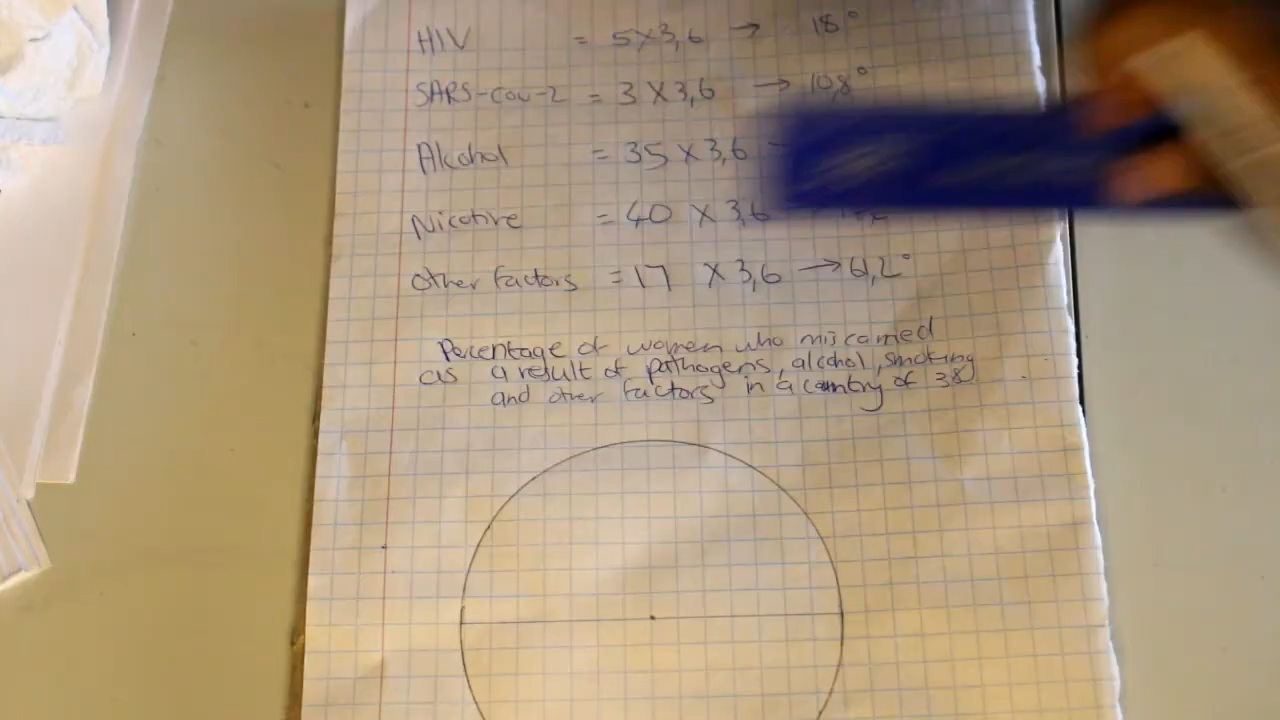 HIV = 5x3,6 → 18°
SARS-cov-2 = 3 X 3,6 → 10,8°
Alcohol = 35 x 3,6
Nicotine = 40 x 3,6
Other factors = 17 x 3,6 → 61,2°
Percentage of women who miscarried
as a result of pathogens, alcohol, smoking
and other factors in a country of 38